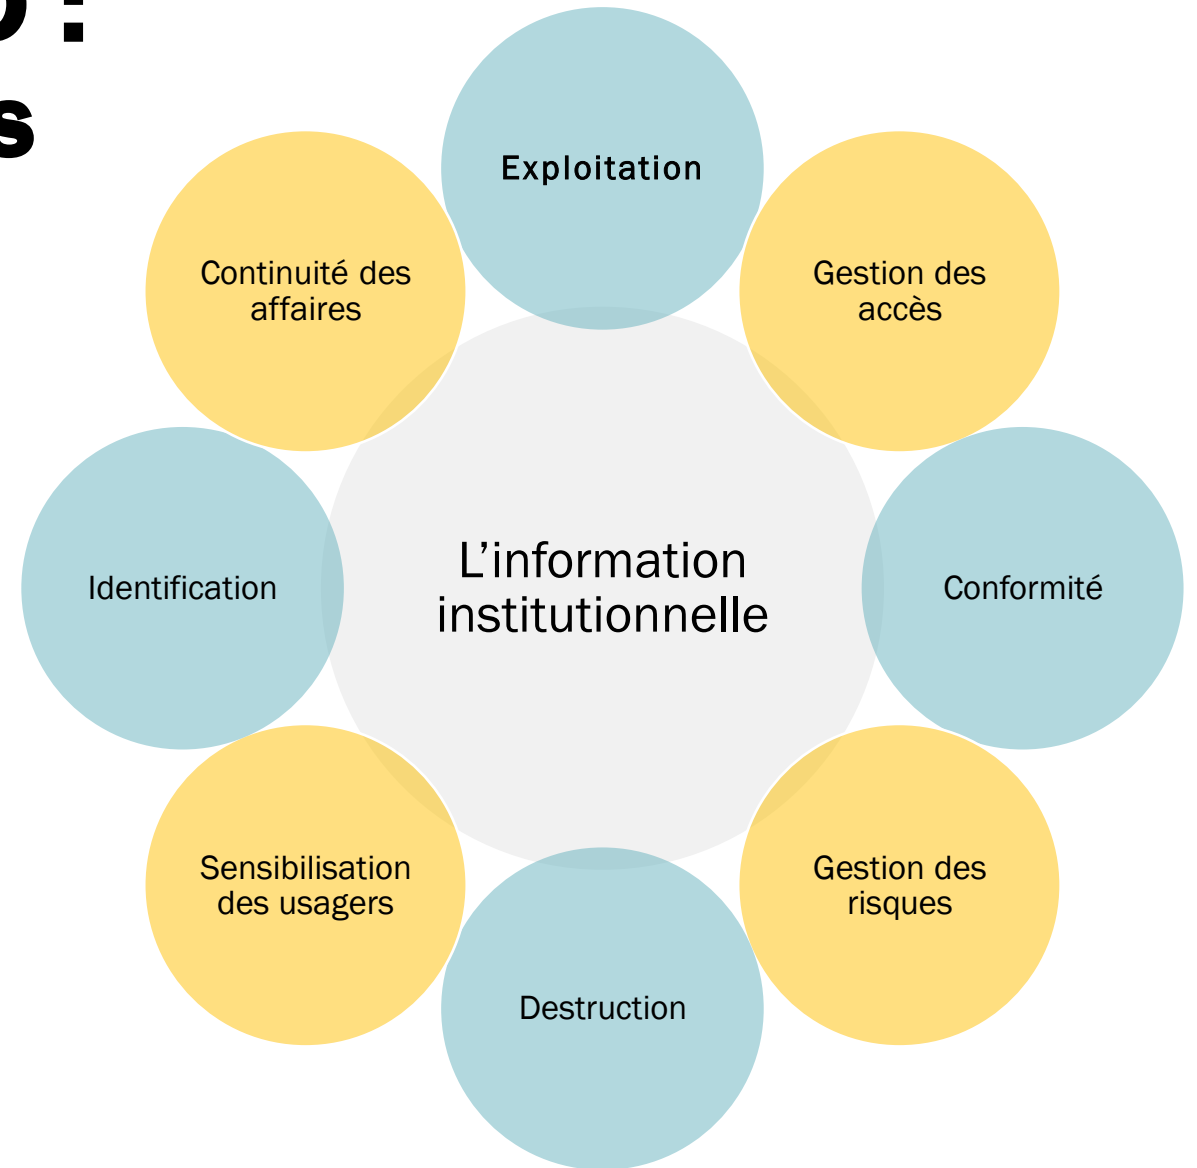 :
s
Exploitation
Continuité des
affaires
Gestion des
accès
Identification
L’information
institutionnelle
Conformité
Sensibilisation
des usagers
Gestion des
risques
Destruction